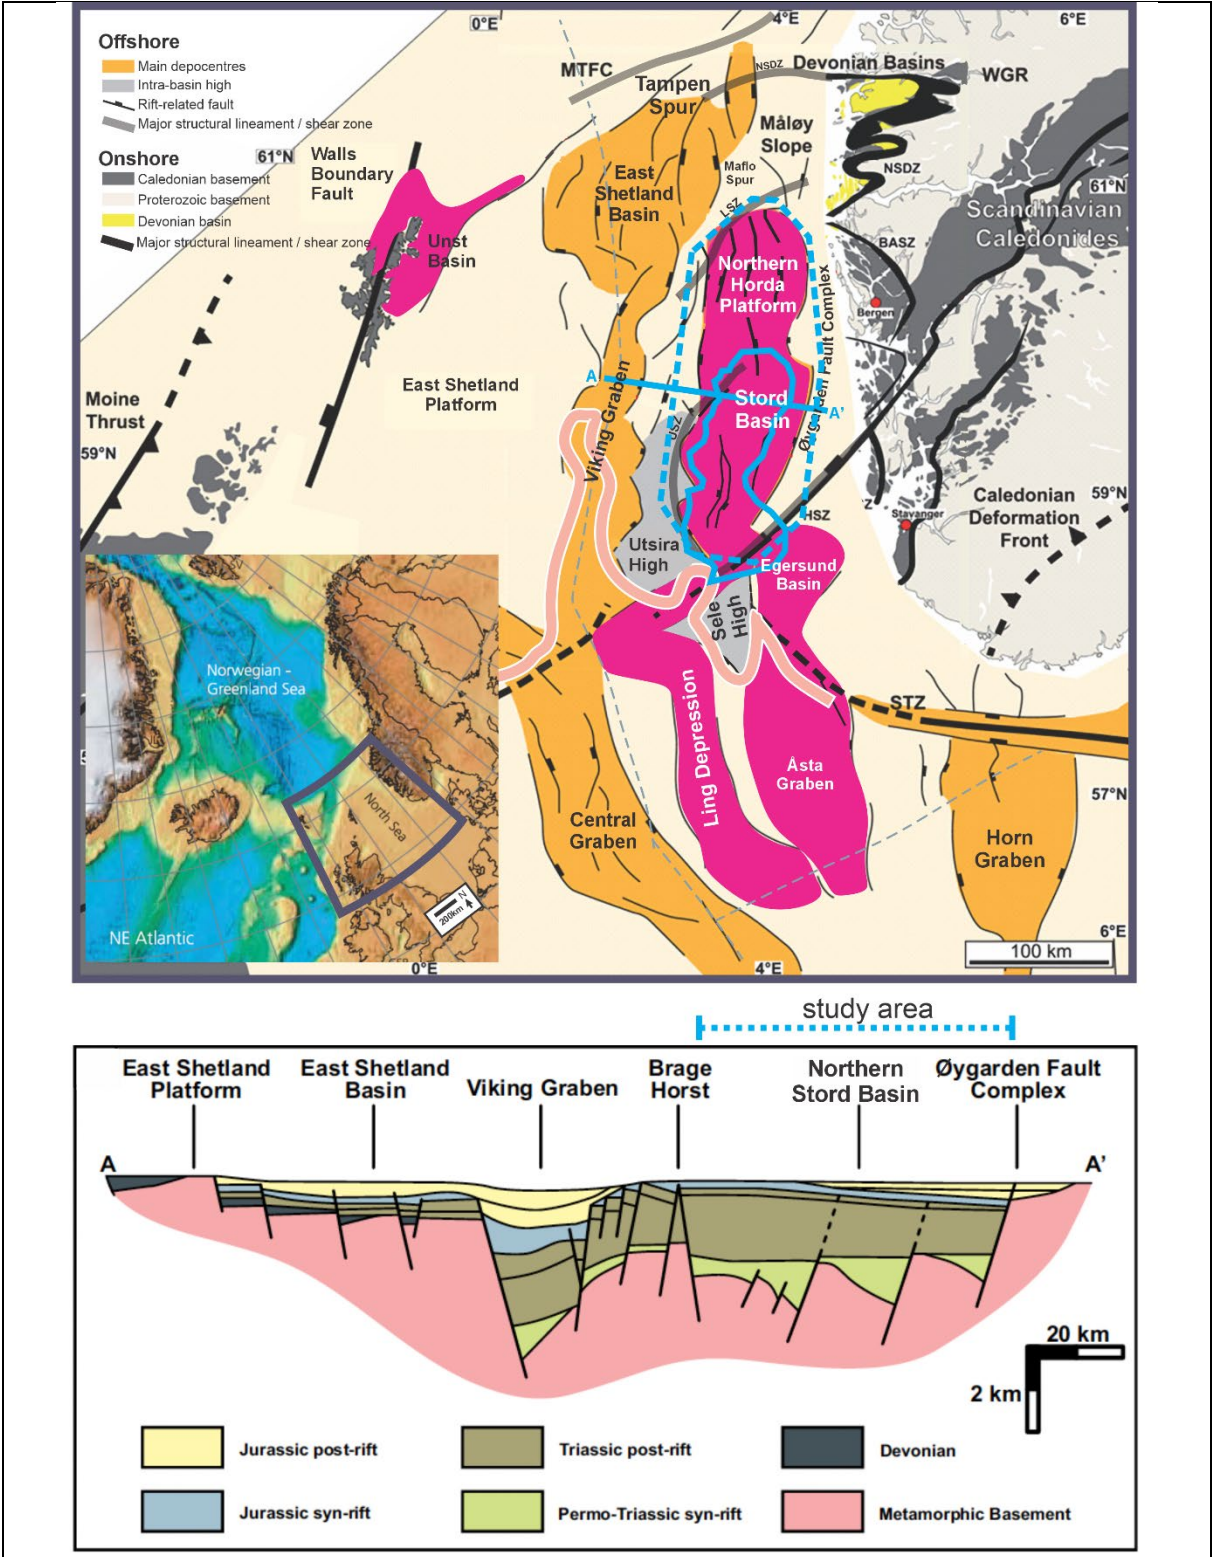 0°E
4°E
6°E
Offshore
Main depocentres
Intra-basin high
Rift-related fault
Major structural lineament / shear zone
Onshore
Caledonian basement
Proterozoic basement
Devonian basin
Major structural lineament / shear zone
61°N
Walls
Boundary
Fault
MTFC
Tampen
Spur
NSDZ
Devonian Basins
WGR
Måløy
Slope
Maflo
Spur
NSDZ
61°N
East
Shetland
Basin
LSZ
Scandinavian
Caledonides
Unst
Basin
BASZ
Northern
Horda
Platform
Bergen
Øygarden Fault Complex
East Shetland
Platform
A
A'
Viking Graben
Stord
Basin
USZ
Moine
Thrust
59°N
Caledonian
Deformation
Front
59°N
Z
Stavanger
HSZ
Utsira
High
Egersund
Basin
Sele
High
STZ
Norwegian -
Greenland Sea
North Sea
200km
N
NE Atlantic
Ling Depression
Åsta
Graben
57°N
Central
Graben
Horn
Graben
6°E
100 km
0°E
4°E
study area
East Shetland
Platform
East Shetland
Basin
Viking Graben
Brage
Horst
Northern
Stord Basin
Øygarden Fault
Complex
A
A'
20 km
2 km
Jurassic post-rift
Triassic post-rift
Devonian
Jurassic syn-rift
Permo-Triassic syn-rift
Metamorphic Basement